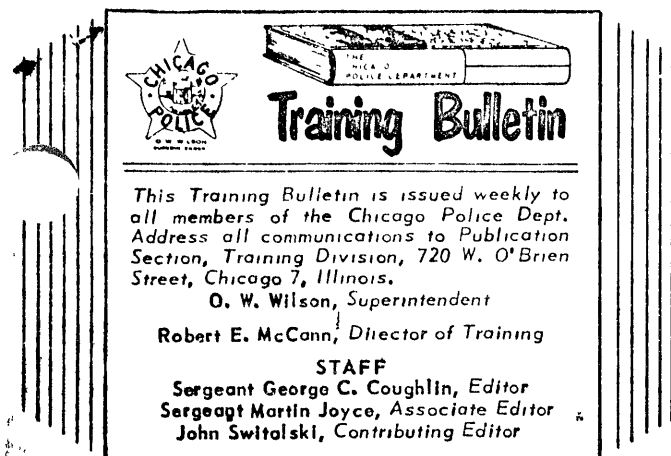 CHICAGO
POLICE
O W WILSON
THE
CHICAGO
POLICE DEPARTMENT
Training Bulletin
This Training Bulletin is issued weekly to
all members of the Chicago Police Dept.
Address all communications to Publication
Section, Training Division, 720 W. O'Brien
Street, Chicago 7, Illinois.
O. W. Wilson, Superintendent
Robert E. McCann, Director of Training
STAFF
Sergeant George C. Coughlin, Editor
Sergeant Martin Joyce, Associate Editor
John Switalski, Contributing Editor